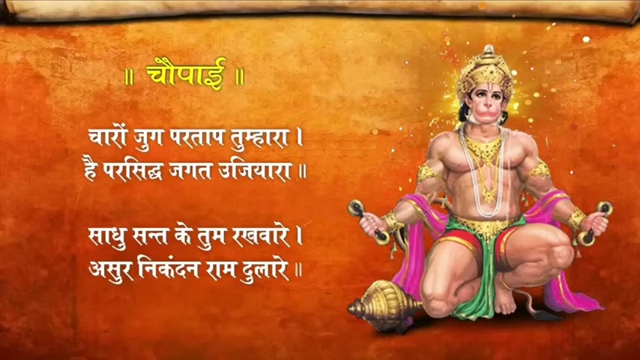 ॥ चौपाई ॥
चारों जुग परताप तुम्हारा ।
है परसिद्ध जगत उजियारा ॥
साधु सन्त के तुम रखवारे ।
असुर निकंदन राम दुलारे ॥